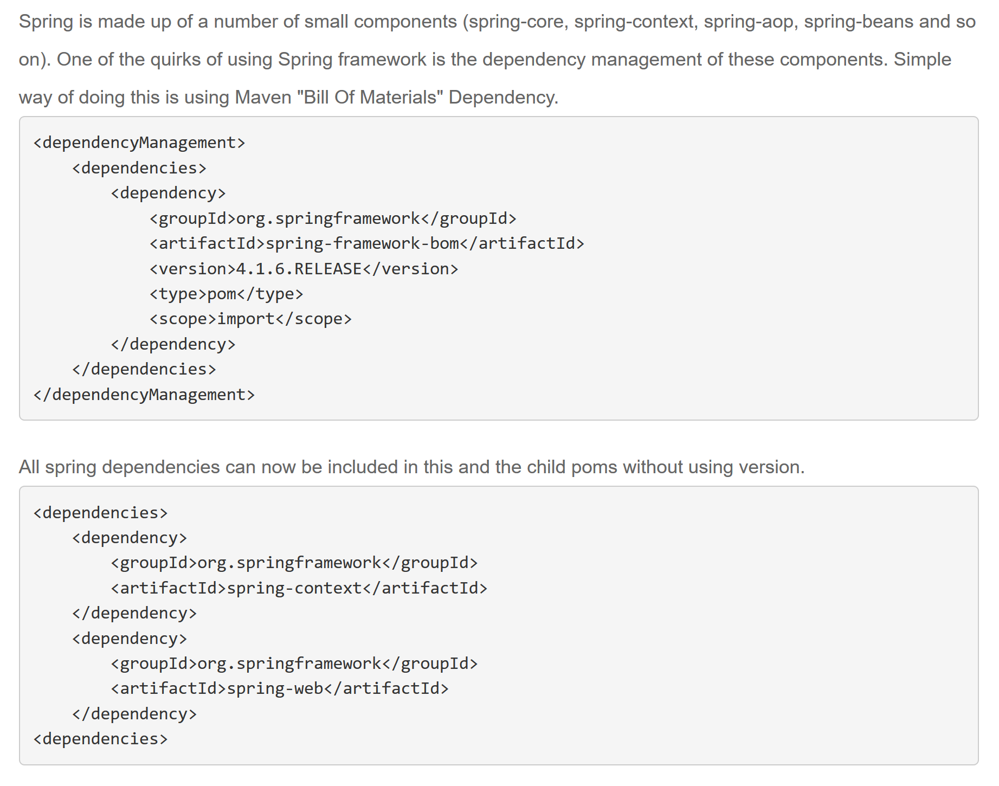 Spring is made up of a number of small components (spring-core, spring-context, spring-aop, spring-beans and so
on). One of the quirks of using Spring framework is the dependency management of these components. Simple
way of doing this is using Maven "Bill Of Materials" Dependency.
<dependencyManagement>
    <dependencies>
        <dependency>
            <groupId>org.springframework</groupId>
            <artifactId>spring-framework-bom</artifactId>
            <version>4.1.6.RELEASE</version>
            <type>pom</type>
            <scope>import</scope>
        </dependency>
    </dependencies>
</dependencyManagement>
All spring dependencies can now be included in this and the child poms without using version.
<dependencies>
    <dependency>
        <groupId>org.springframework</groupId>
        <artifactId>spring-context</artifactId>
    </dependency>
    <dependency>
        <groupId>org.springframework</groupId>
        <artifactId>spring-web</artifactId>
    </dependency>
<dependencies>